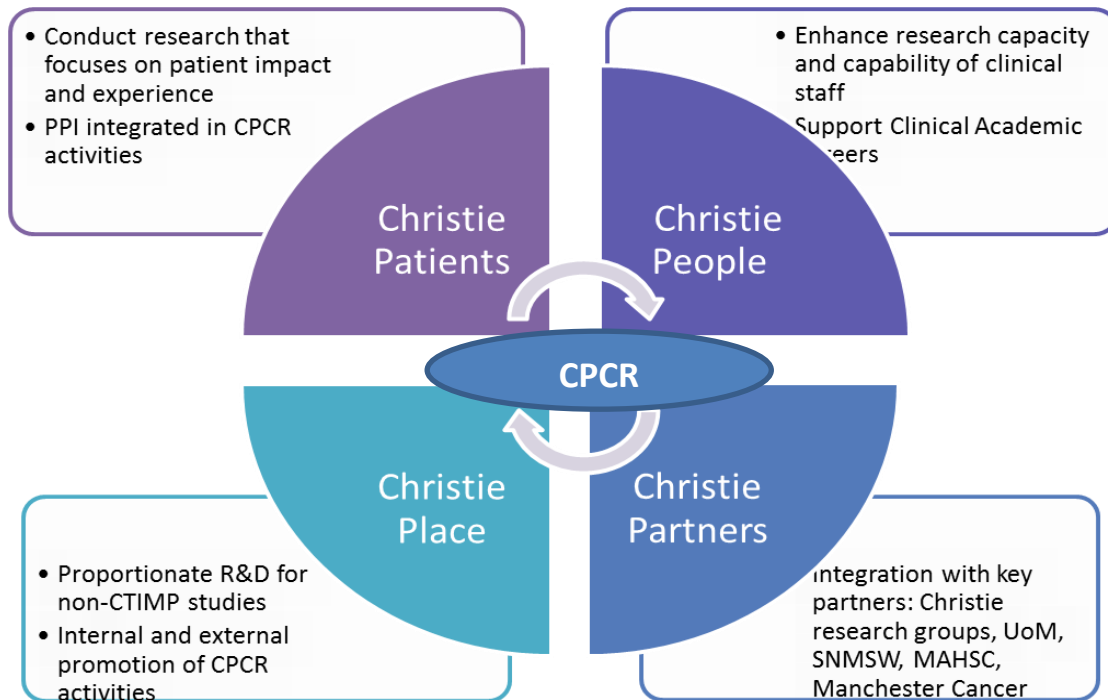 • Conduct research that
focuses on patient impact
and experience
• PPI integrated in CPCR
activities
• Enhance research capacity
and capability of clinical
staff
Support Clinical Academic
Christie
Patients
Christie
People
CPCR
Christie
Place
Christie
Partners
• Proportionate R&D for
non-CTIMP studies
• Internal and external
promotion of CPCR
activities
Integration with key
partners: Christie
research groups, UoM,
SNMSW, MAHSC,
Manchester Cancer